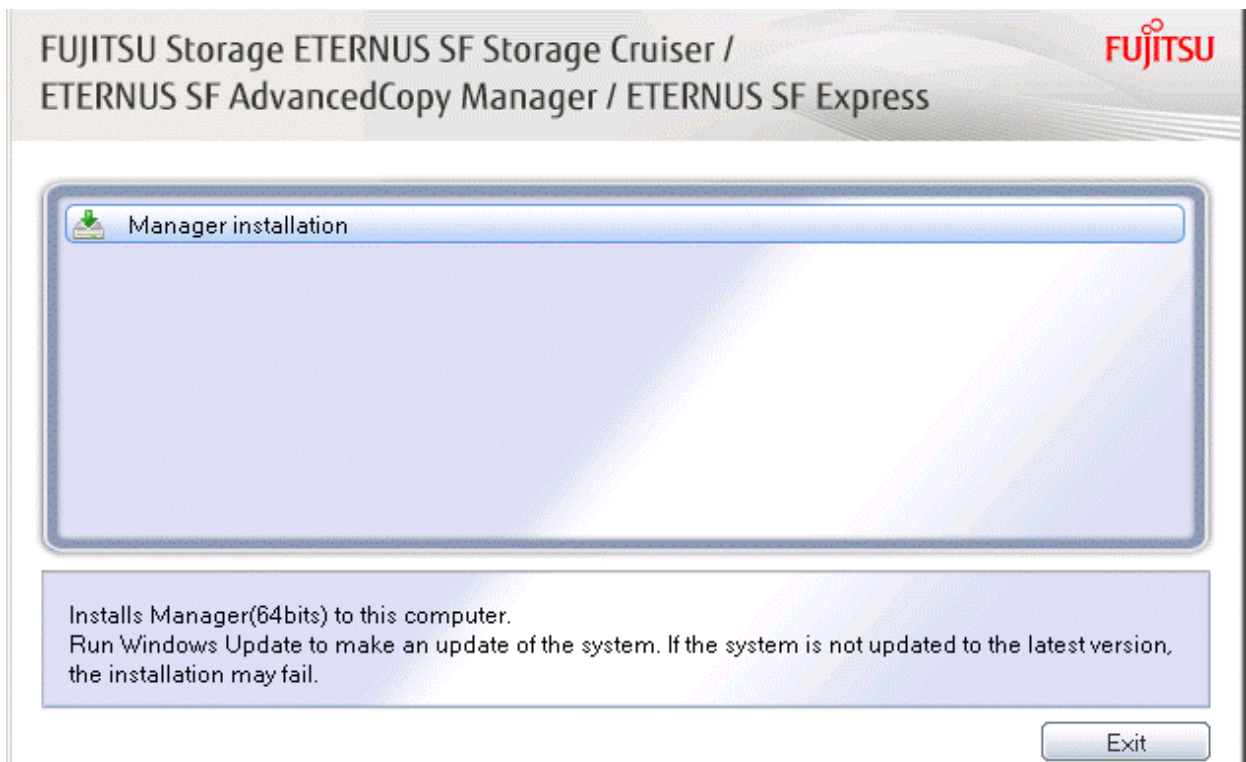 FUJITSU Storage ETERNUS SF Storage Cruiser /
ETERNUS SF AdvancedCopy Manager / ETERNUS SF Express
FUJITSU
Manager installation
Installs Manager(64bits) to this computer.
Run Windows Update to make an update of the system. If the system is not updated to the latest version,
the installation may fail.
Exit